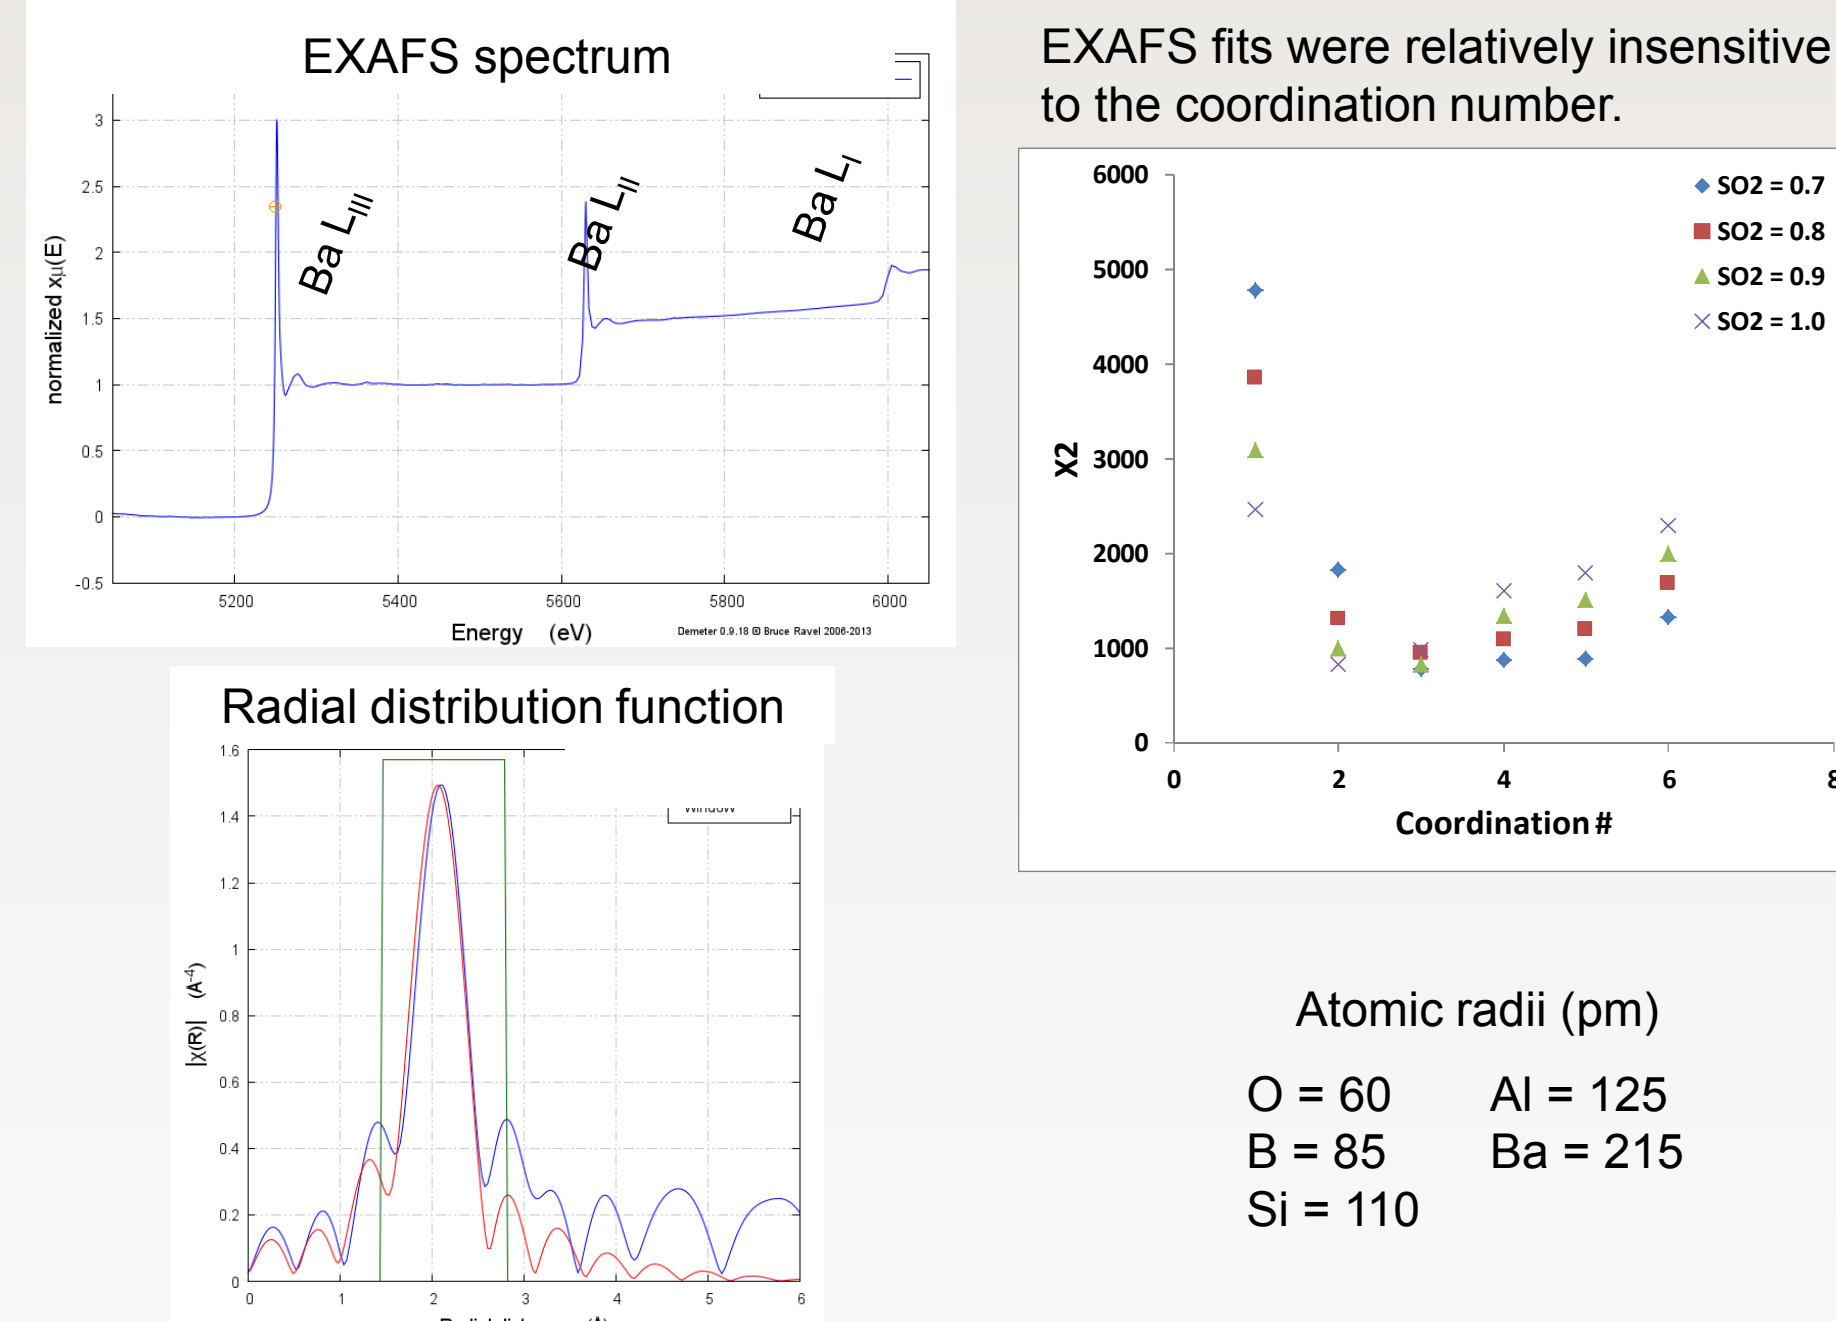 EXAFS spectrum
3
2.5
2
1.5
1
0.5
0
-0.5
normalized xμ(E)
Ba LIII
Ba LII
Ba LI
5200 5400 5600 5800 6000
Energy (eV)
Demeter 0.9.18 © Bruce Ravel 2006-2013
EXAFS fits were relatively insensitive
to the coordination number.
6000
5000
4000
3000
2000
1000
0
X2
SO2 = 0.7
SO2 = 0.8
SO2 = 0.9
SO2 = 1.0
0 2 4 6 8
Coordination #
Radial distribution function
1.6
1.4
1.2
1
0.8
0.6
0.4
0.2
0
|χ(R)| (A-4)
0 1 2 3 4 5 6
Atomic radii (pm)
O = 60 Al = 125
B = 85 Ba = 215
Si = 110